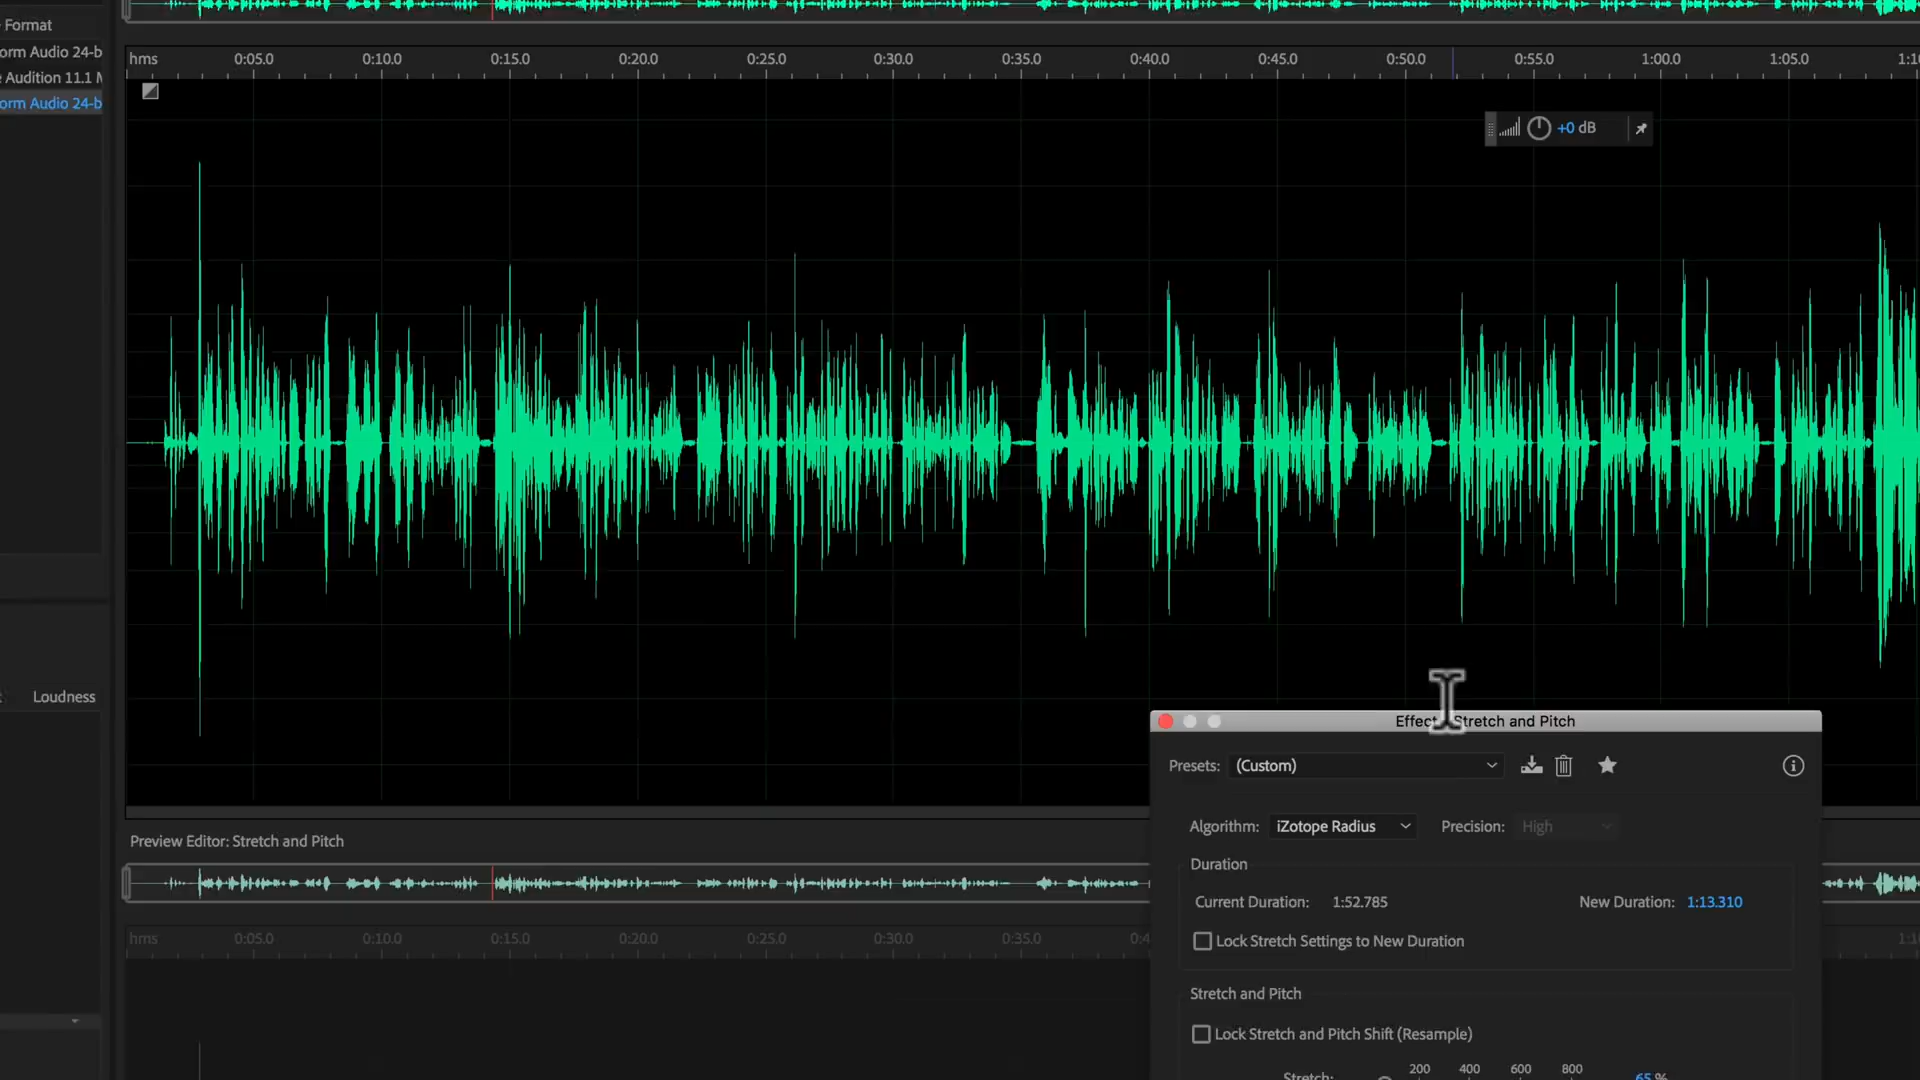 Format
orm Audio 24-b
e Audition 11.1 M
orm Audio 24-b
hms 0:05.0 0:10.0 0:15.0 0:20.0 0:25.0 0:30.0 0:35.0 0:40.0 0:45.0 0:50.0 0:55.0 1:00.0 1:05.0 1:10
+0 dB
Loudness
Effect - Stretch and Pitch
Presets: (Custom)
Algorithm: iZotope Radius Precision: High
Duration
Current Duration: 1:52.785 New Duration: 1:13.310
Lock Stretch Settings to New Duration
Stretch and Pitch
Lock Stretch and Pitch Shift (Resample)
200 400 600 800
Stretch: 65 %
Preview Editor: Stretch and Pitch
hms 0:05.0 0:10.0 0:15.0 0:20.0 0:25.0 0:30.0 0:35.0 0:4 1:10